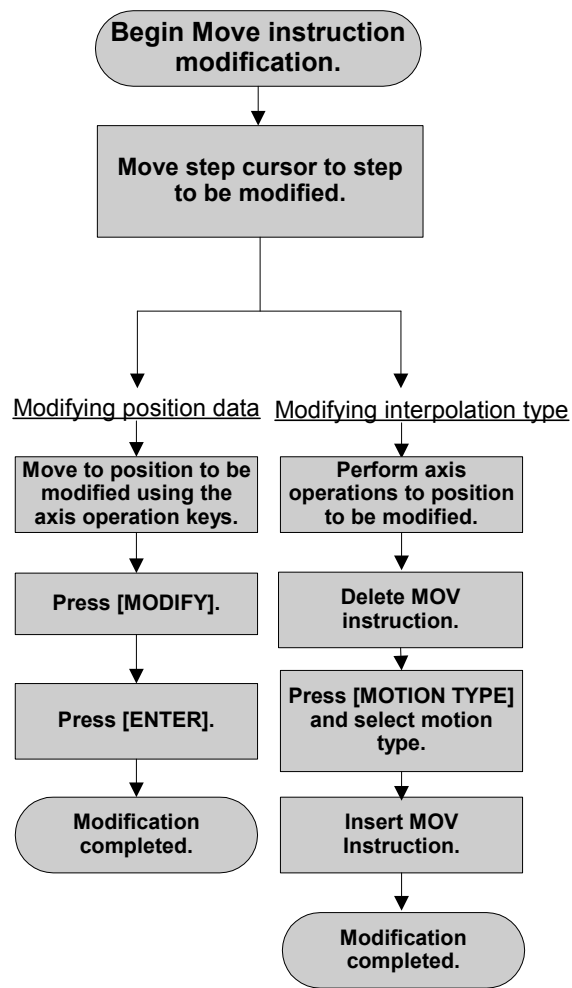 Begin Move instruction
modification.
Move step cursor to step
to be modified.
Modifying position data
Move to position to be
modified using the
axis operation keys.
Press [MODIFY].
Press [ENTER].
Modification
completed.
Modifying interpolation type
Perform axis
operations to position
to be modified.
Delete MOV
instruction.
Press [MOTION TYPE]
and select motion
type.
Insert MOV
Instruction.
Modification
completed.